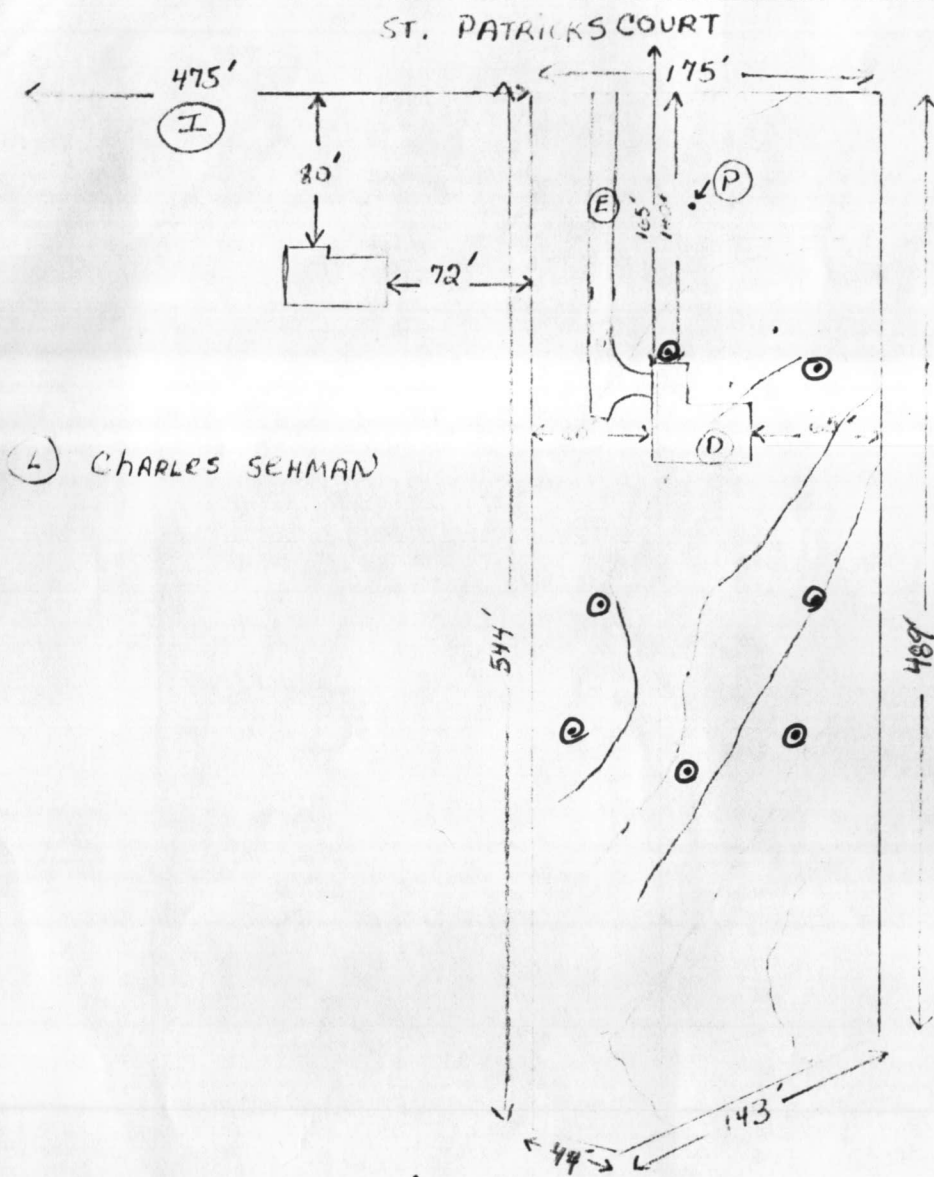 ST. PATRICKS COURT
475'
175'
I
80'
P
E
72'
D
L CHARLES SEHMAN
544'
489'
143'
44'